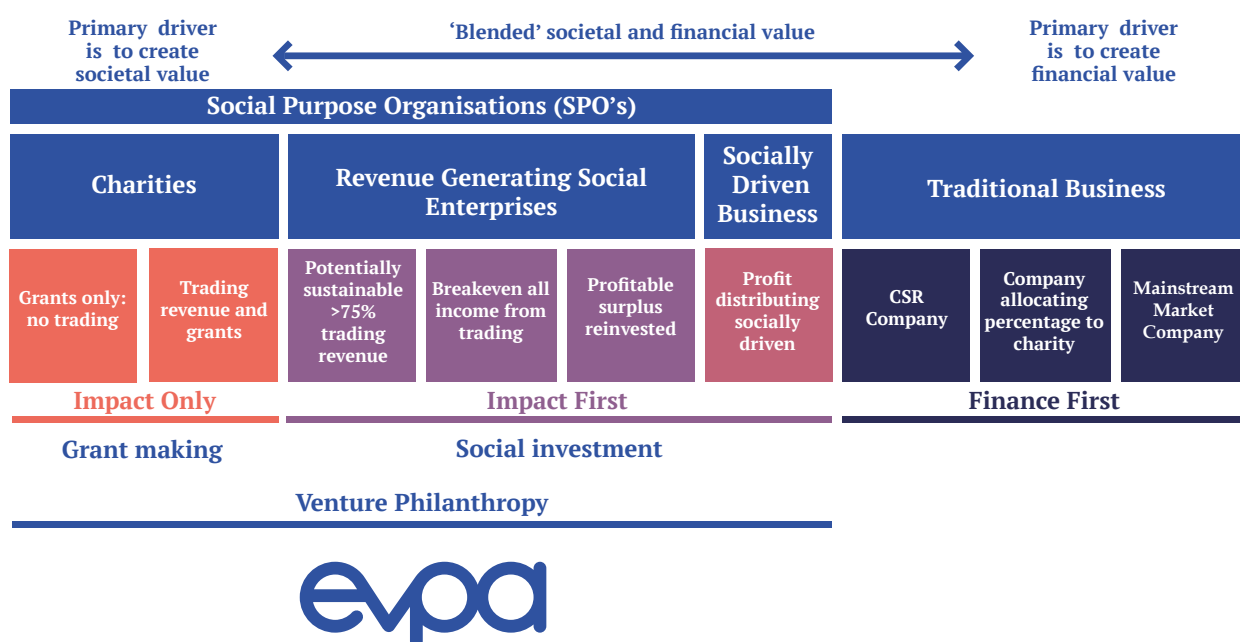 Primary driver
is to create
societal value
‘Blended’ societal and financial value
Primary driver
is to create
financial value
Social Purpose Organisations (SPO’s)
Charities
Revenue Generating Social
Enterprises
Socially
Driven
Business
Traditional Business
Grants only:
no trading
Trading
revenue and
grants
Potentially
sustainable
>75%
trading
revenue
Breakeven all
income from
trading
Profitable
surplus
reinvested
Profit
distributing
socially
driven
CSR
Company
Company
allocating
percentage to
charity
Mainstream
Market
Company
Impact Only
Impact First
Finance First
Grant making
Social investment
Venture Philanthropy
evpa